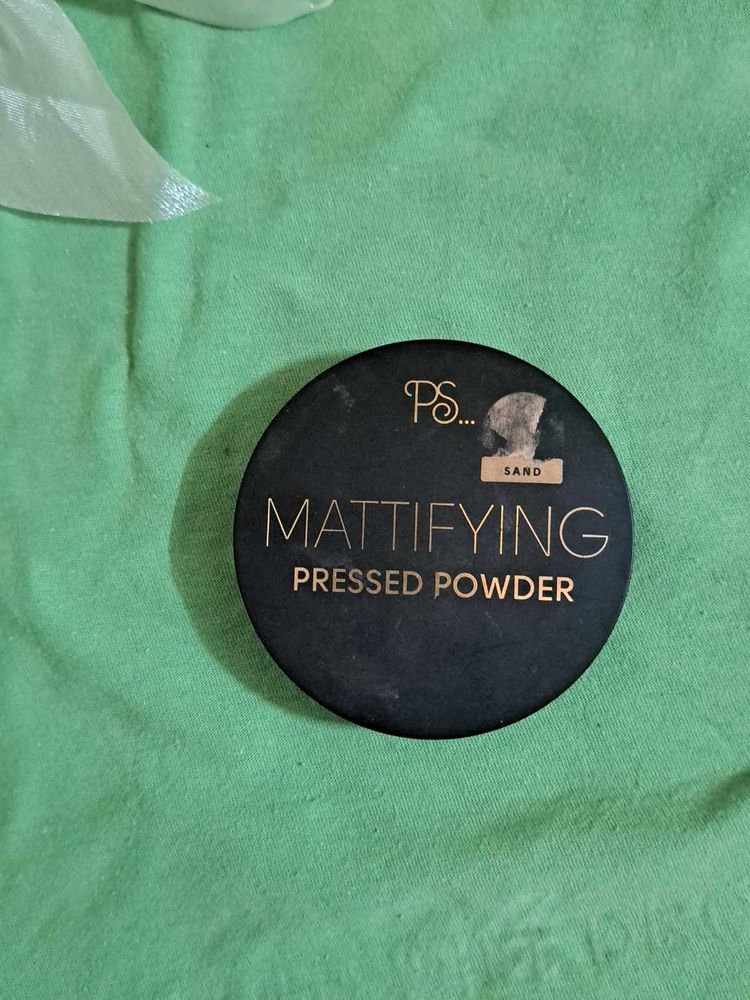 PS...
SAND
MATTIFYING
PRESSED POWDER